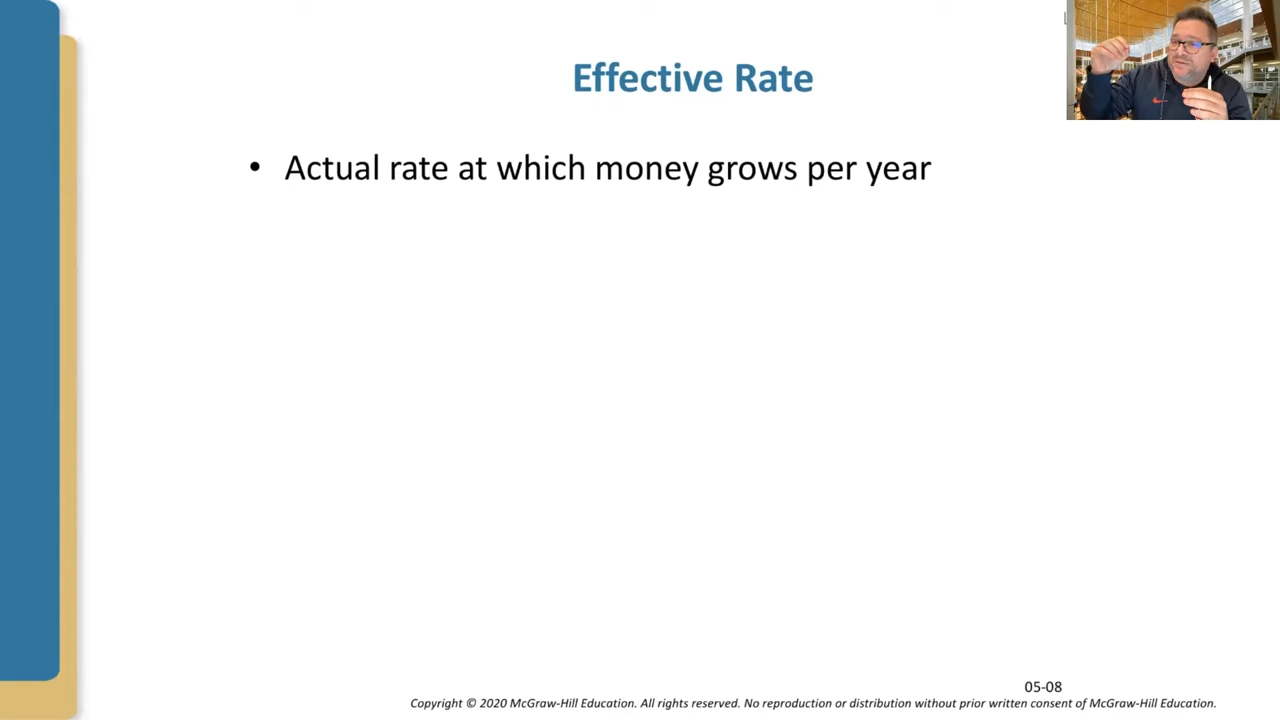 Effective Rate
• Actual rate at which money grows per year
05-08
Copyright © 2020 McGraw-Hill Education. All rights reserved. No reproduction or distribution without prior written consent of McGraw-Hill Education.